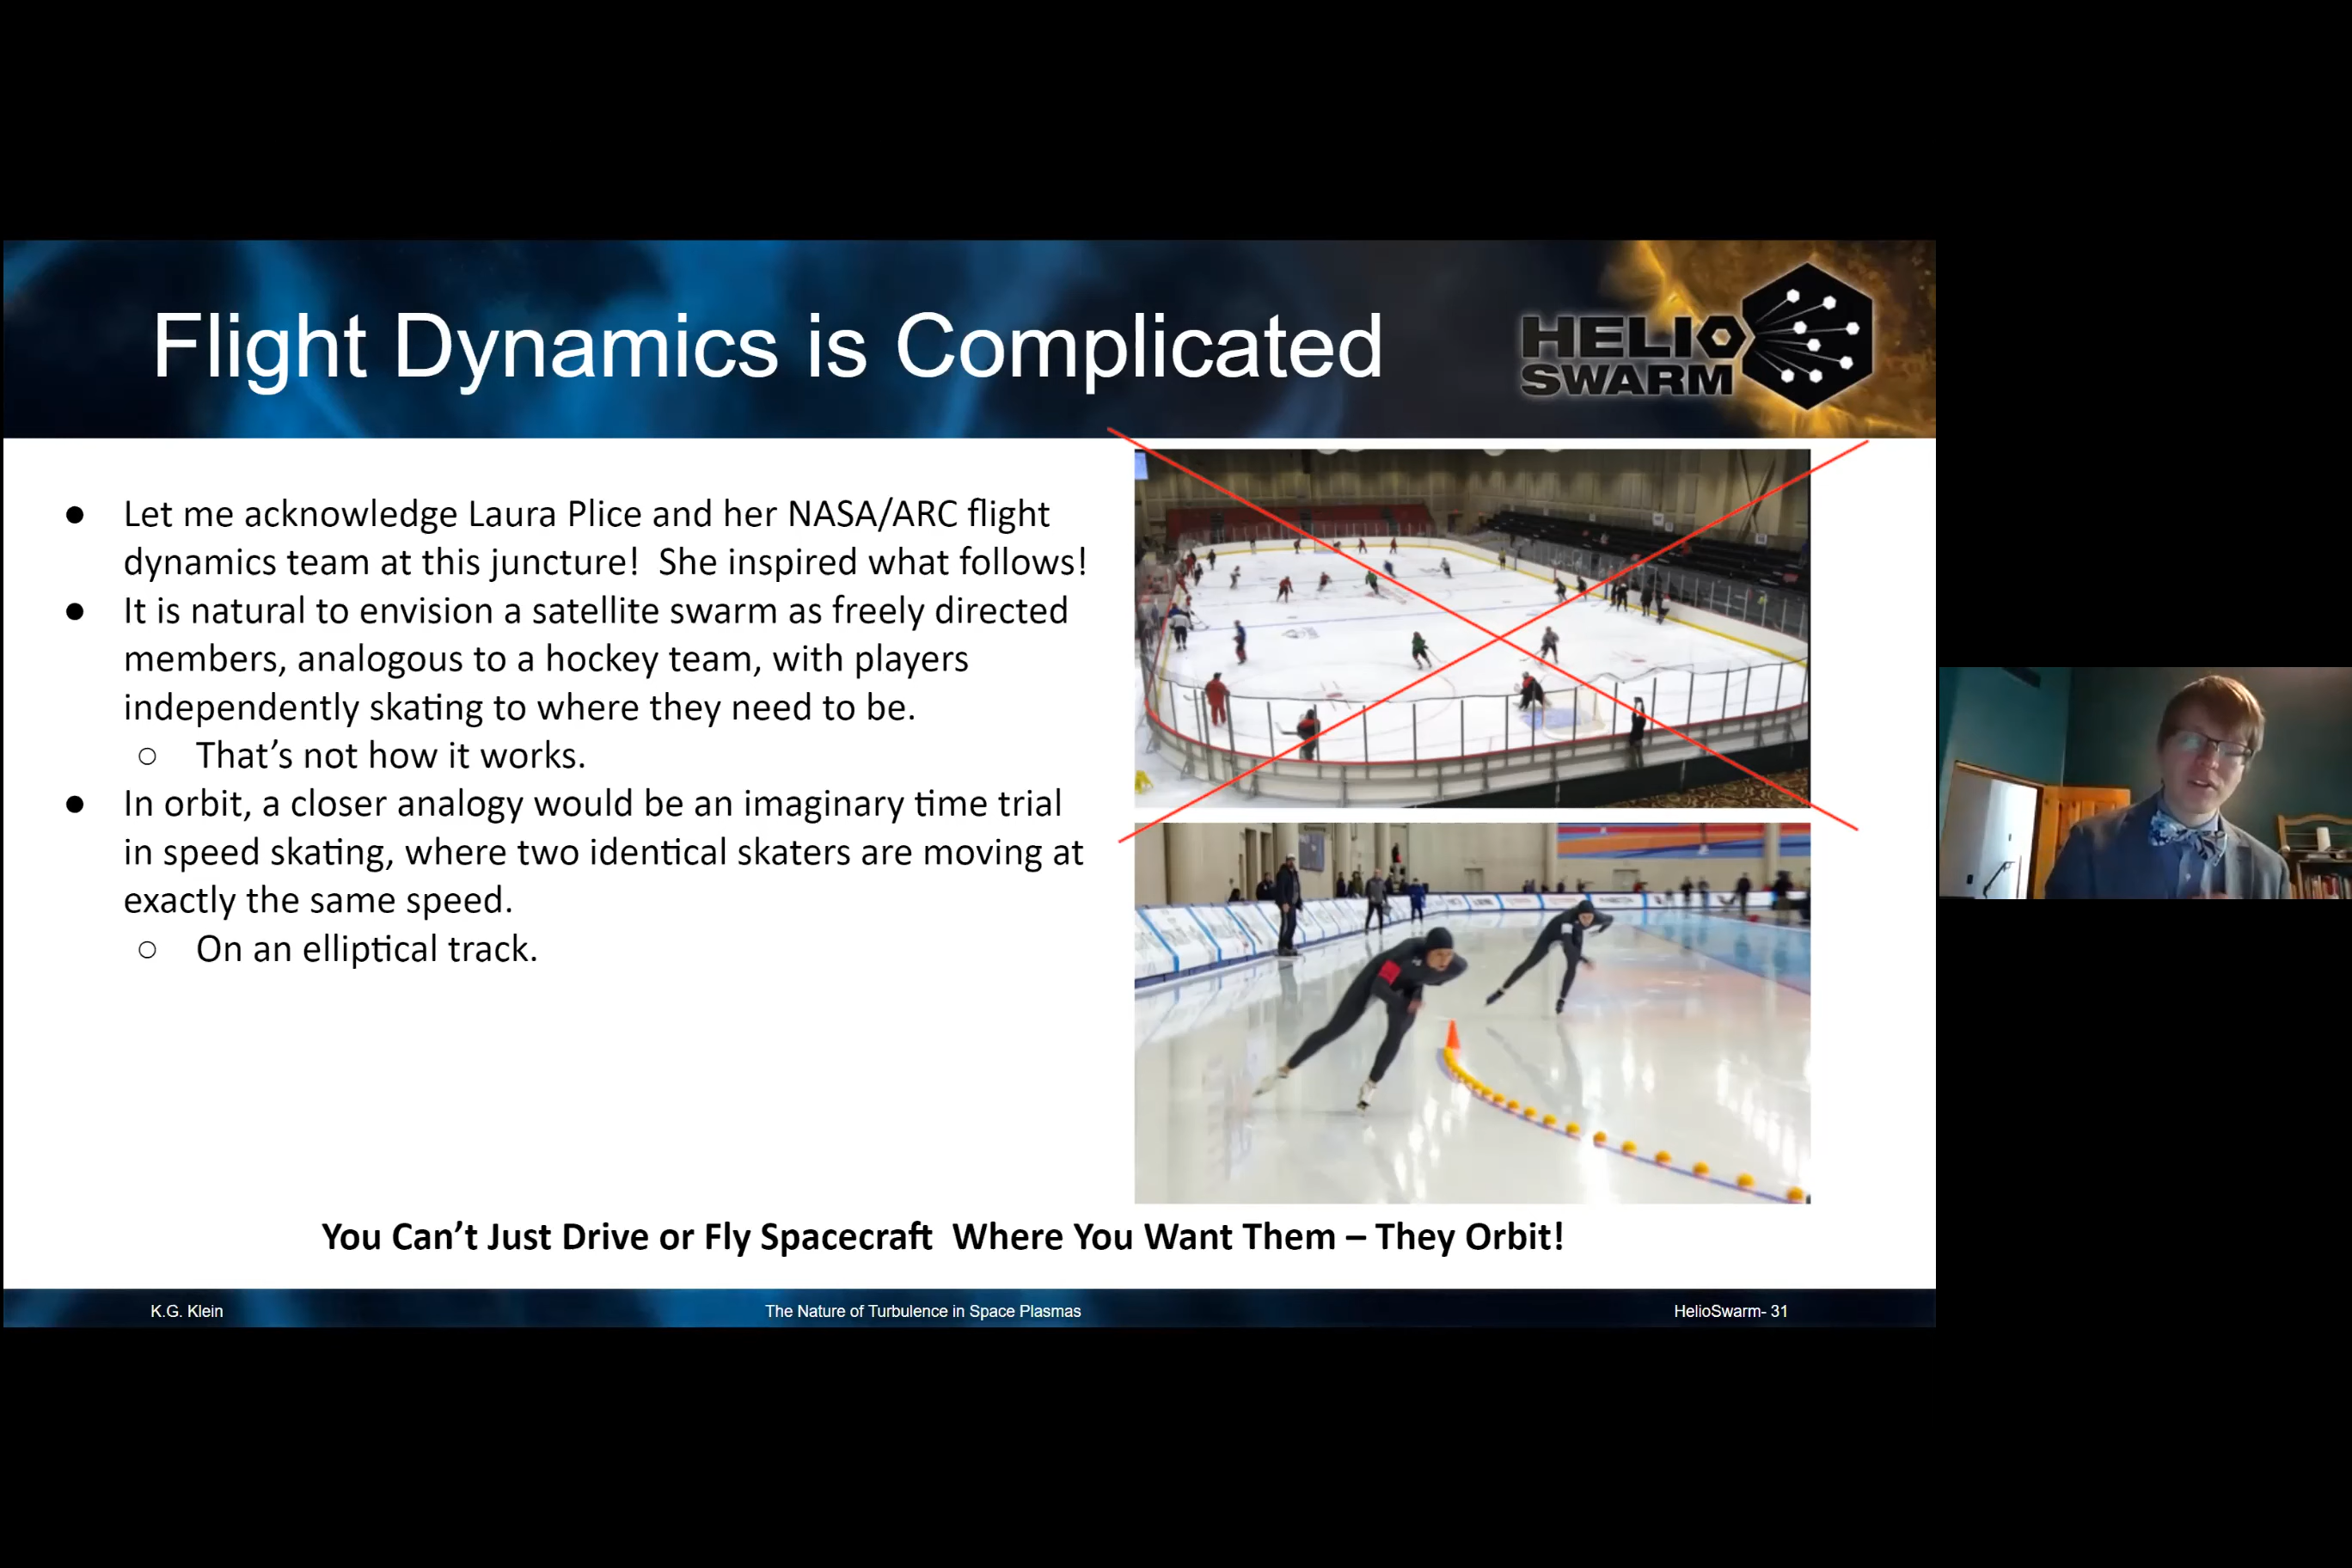 Flight Dynamics is Complicated
HELIO
SWARM
● Let me acknowledge Laura Plice and her NASA/ARC flight
dynamics team at this juncture!  She inspired what follows!
● It is natural to envision a satellite swarm as freely directed
members, analogous to a hockey team, with players
independently skating to where they need to be.
○ That’s not how it works.
● In orbit, a closer analogy would be an imaginary time trial
in speed skating, where two identical skaters are moving at
exactly the same speed.
○ On an elliptical track.
You Can’t Just Drive or Fly Spacecraft  Where You Want Them – They Orbit!
K.G. Klein
The Nature of Turbulence in Space Plasmas
HelioSwarm- 31